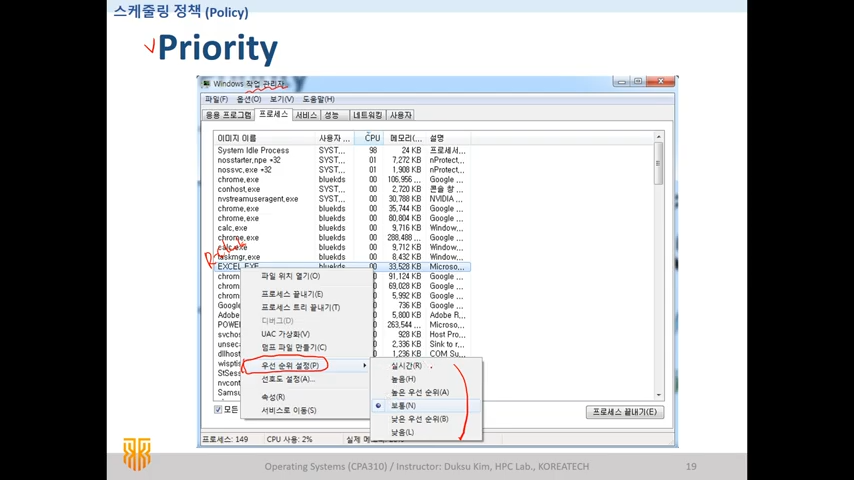 스케줄링 정책 (Policy)
Priority
Windows 작업 관리자
파일(F) 옵션(O) 보기(V) 도움말(H)
응용 프로그램 프로세스 서비스 성능 네트워킹 사용자
이미지 이름 사용자 ... CPU 메모리(... 설명
System Idle Process SYST... 98 24 KB 프로세서...
nosstarter,npe *32 SYST... 01 7,272 KB nProtect...
nossvc,exe *32 SYST... 01 1,908 KB nProtect...
chrome,exe bluekds 00 106,956 ... Google ...
conhost,exe SYST... 00 2,720 KB 콘솔 창 ...
nvstreamuseragent,exe SYST... 00 30,788 KB NVIDIA ...
chrome,exe bluekds 00 35,744 KB Google ...
chrome,exe bluekds 00 80,804 KB Google ...
calc,exe bluekds 00 9,716 KB Window...
chrome,exe bluekds 00 288,488 ... Google ...
calc,exe bluekds 00 9,712 KB Window...
taskmgr,exe bluekds 00 8,432 KB Window...
R-click
EXCEL,EXE bluekds 00 33,528 KB Microso...
chrom 파일 위치 열기(O) 00 91,124 KB Google ...
chrom 00 69,028 KB Google ...
chrom 프로세스 끝내기(E) 00 5,992 KB Google ...
Googl 프로세스 트리 끝내기(T) 00 736 KB Google ...
Adobe 디버그(D) 00 5,800 KB Adobe R...
POWE 00 263,544 ... Microso...
svcho UAC 가상화(V) 00 928 KB Host Pro...
unsec 덤프 파일 만들기(C) 00 1,336 KB Sink to r...
dllhost 00 1,236 KB COM Su...
wispti 우선 순위 설정(P) 실시간(R)
StSes 선호도 설정(A)... 높음(H)
nvcont 높은 우선 순위(A)
Adobe 속성(R) 보통(N)
Samsu 서비스로 이동(S) 낮은 우선 순위(B)
낮음(L)
모든 프로세스 끝내기(E)
프로세스: 149 CPU 사용: 2% 실제 메모리
Operating Systems (CPA310) / Instructor: Duksu Kim, HPC Lab., KOREATECH 19